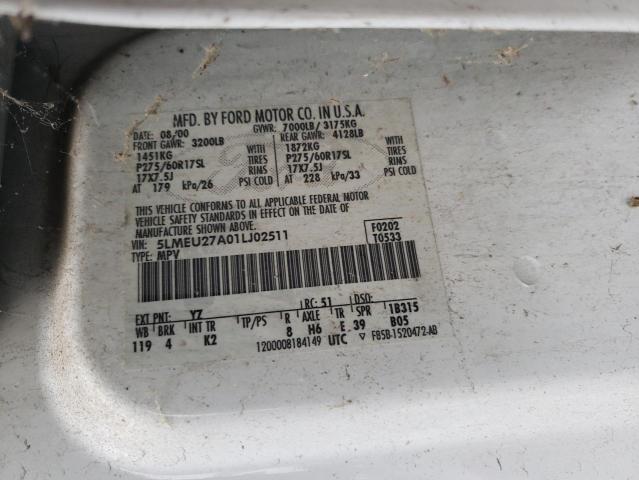 MFD. BY FORD MOTOR CO. IN U.S.A.
DATE: 08/00 GVWR: 7000LB/ 3175KG
FRONT GAWR: 3200LB REAR GAWR: 4128LB
1451KG WITH 1872KG WITH
P275/60R17SL TIRES P275/60R17SL TIRES
17X7.5J RIMS 17X7.5J RIMS
AT 179 kPa/26 PSI COLD AT 228 kPa/33 PSI COLD
THIS VEHICLE CONFORMS TO ALL APPLICABLE FEDERAL MOTOR
VEHICLE SAFETY STANDARDS IN EFFECT ON THE DATE OF
MANUFACTURE SHOWN ABOVE.
VIN: 5LMEU27A01LJ02511 F0202
TYPE: MPV T0533
EXT PNT: Y7 RC: 51 DSO:
WB BRK INT TR TP/PS R AXLE TR SPR 1B315
119 4 K2 8 H6 E 39 B05
1200008184149 UTC ▽ F85B-1520472-AB